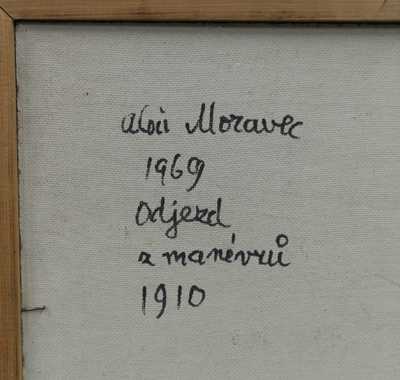 Alois Moravec
1969
Odjezd
z manévrů
1910